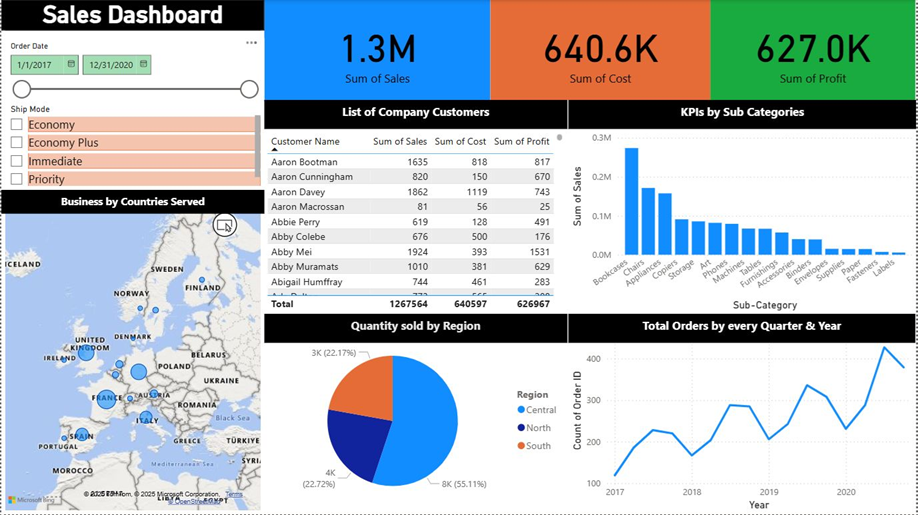 Sales Dashboard
Order Date
1/1/2017 12/31/2020
Ship Mode
Economy
Economy Plus
Immediate
Priority
1.3M
Sum of Sales
640.6K
Sum of Cost
627.0K
Sum of Profit
Business by Countries Served
ICELAND
SWEDEN
FINLAND
NORWAY
DENMARK
UNITED
KINGDOM
IRELAND
BELARUS
POLAND
UKRAINE
FRANCE
AUSTRIA
ROMANIA
ITALY
Black Sea
SPAIN
PORTUGAL
GREECE
TÜRKİYE
Mediterranean Sea
MOROCCO
Microsoft Bing
© 2025 TomTom, © 2025 Microsoft Corporation, Terms
© OpenStreetMap
List of Company Customers
Customer Name Sum of Sales Sum of Cost Sum of Profit
Aaron Bootman 1635 818 817
Aaron Cunningham 820 150 670
Aaron Davey 1862 1119 743
Aaron Macrossan 81 56 25
Abbie Perry 619 128 491
Abby Colebe 676 500 176
Abby Mei 1924 393 1531
Abby Muramats 1010 381 629
Abigail Humffray 744 461 283
Total 1267564 640597 626967
KPIs by Sub Categories
Sum of Sales
0.3M
0.2M
0.1M
0.0M
Bookcases
Chairs
Appliances
Copiers
Storage
Art
Phones
Machines
Tables
Furnishings
Accessories
Binders
Envelopes
Supplies
Paper
Fasteners
Labels
Sub-Category
Quantity sold by Region
3K (22.17%)
4K
(22.72%)
8K (55.11%)
Region
Central
North
South
Total Orders by every Quarter & Year
Count of Order ID
400
300
200
100
2017 2018 2019 2020
Year